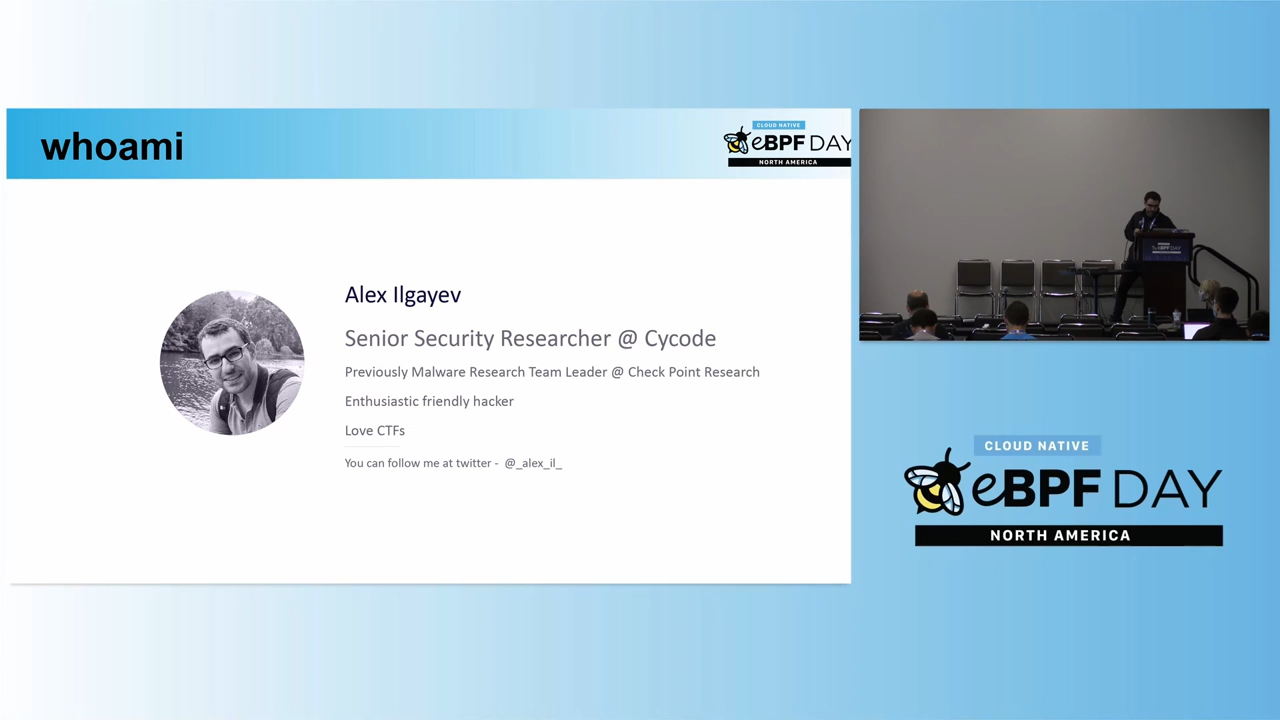 whoami
CLOUD NATIVE
eBPF DAY
NORTH AMERICA
Alex Ilgayev
Senior Security Researcher @ Cycode
Previously Malware Research Team Leader @ Check Point Research
Enthusiastic friendly hacker
Love CTFs
You can follow me at twitter - @_alex_il_
eBPF DAY
CLOUD NATIVE
eBPF DAY
NORTH AMERICA